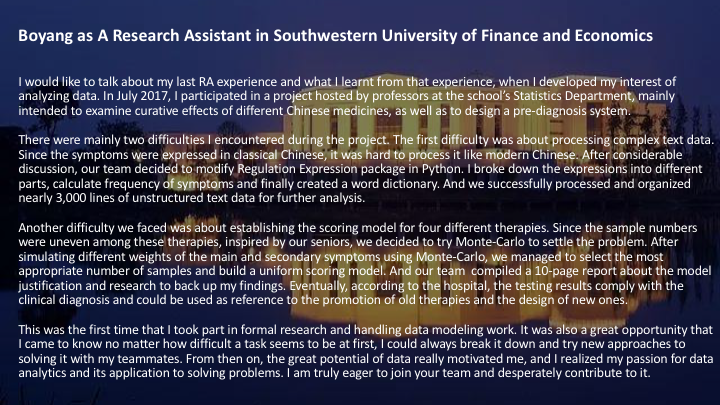 Boyang as A Research Assistant in Southwestern University of Finance and Economics
I would like to talk about my last RA experience and what I learnt from that experience, when I developed my interest of
analyzing data. In July 2017, I participated in a project hosted by professors at the school's Statistics Department, mainly
intended to examine curative effects of different Chinese medicines, as well as to design a pre-diagnosis system.
There were mainly two difficulties I encountered during the project. The first difficulty was about processing complex text data.
Since the symptoms were expressed in classical Chinese, it was hard to process it like modern Chinese. After considerable
discussion, our team decided to modify Regulation Expression package in Python. I broke down the expressions into different
parts, calculate frequency of symptoms and finally created a word dictionary. And we successfully processed and organized
nearly 3,000 lines of unstructured text data for further analysis.
Another difficulty we faced was about establishing the scoring model for four different therapies. Since the sample numbers
were uneven among these therapies, inspired by our seniors, we decided to try Monte-Carlo to settle the problem. After
simulating different weights of the main and secondary symptoms using Monte-Carlo, we managed to select the most
appropriate number of samples and build a uniform scoring model. And our team compiled a 10-page report about the model
justification and research to back up my findings. Eventually, according to the hospital, the testing results comply with the
clinical diagnosis and could be used as reference to the promotion of old therapies and the design of new ones.
This was the first time that I took part in formal research and handling data modeling work. It was also a great opportunity that
I came to know no matter how difficult a task seems to be at first, I could always break it down and try new approaches to
solving it with my teammates. From then on, the great potential of data really motivated me, and I realized my passion for data
analytics and its application to solving problems. I am truly eager to join your team and desperately contribute to it.